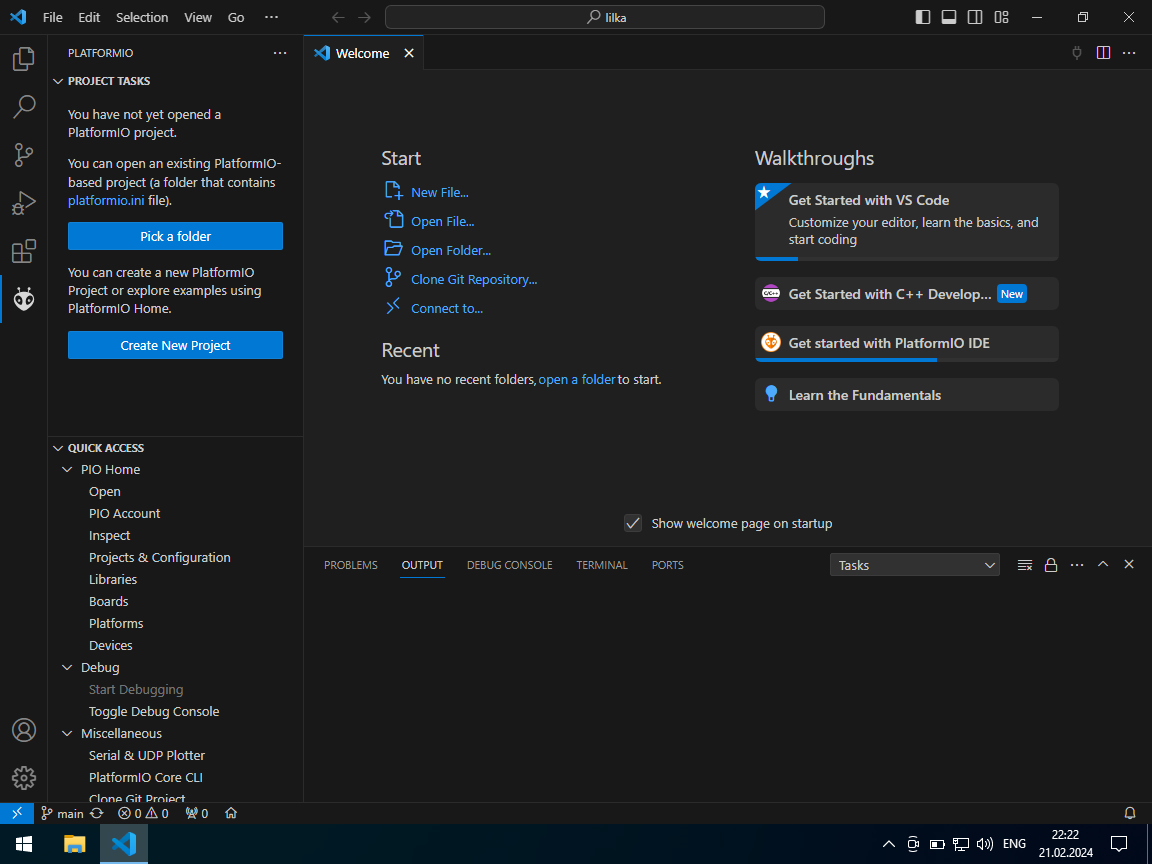 File Edit Selection View Go ···
lilka
PLATFORMIO
PROJECT TASKS
You have not yet opened a
PlatformIO project.
You can open an existing PlatformIO-
based project (a folder that contains
platformio.ini file).
Pick a folder
You can create a new PlatformIO
Project or explore examples using
PlatformIO Home.
Create New Project
QUICK ACCESS
PIO Home
Open
PIO Account
Inspect
Projects & Configuration
Libraries
Boards
Platforms
Devices
Debug
Start Debugging
Toggle Debug Console
Miscellaneous
Serial & UDP Plotter
PlatformIO Core CLI
Clone Git Project
Welcome
Start
New File...
Open File...
Open Folder...
Clone Git Repository...
Connect to...
Recent
You have no recent folders, open a folder to start.
Walkthroughs
Get Started with VS Code
Customize your editor, learn the basics, and
start coding
C/C++
Get Started with C++ Develop... New
Get started with PlatformIO IDE
Learn the Fundamentals
Show welcome page on startup
PROBLEMS OUTPUT DEBUG CONSOLE TERMINAL PORTS
Tasks
main 0 0 0
ENG
22:22
21.02.2024